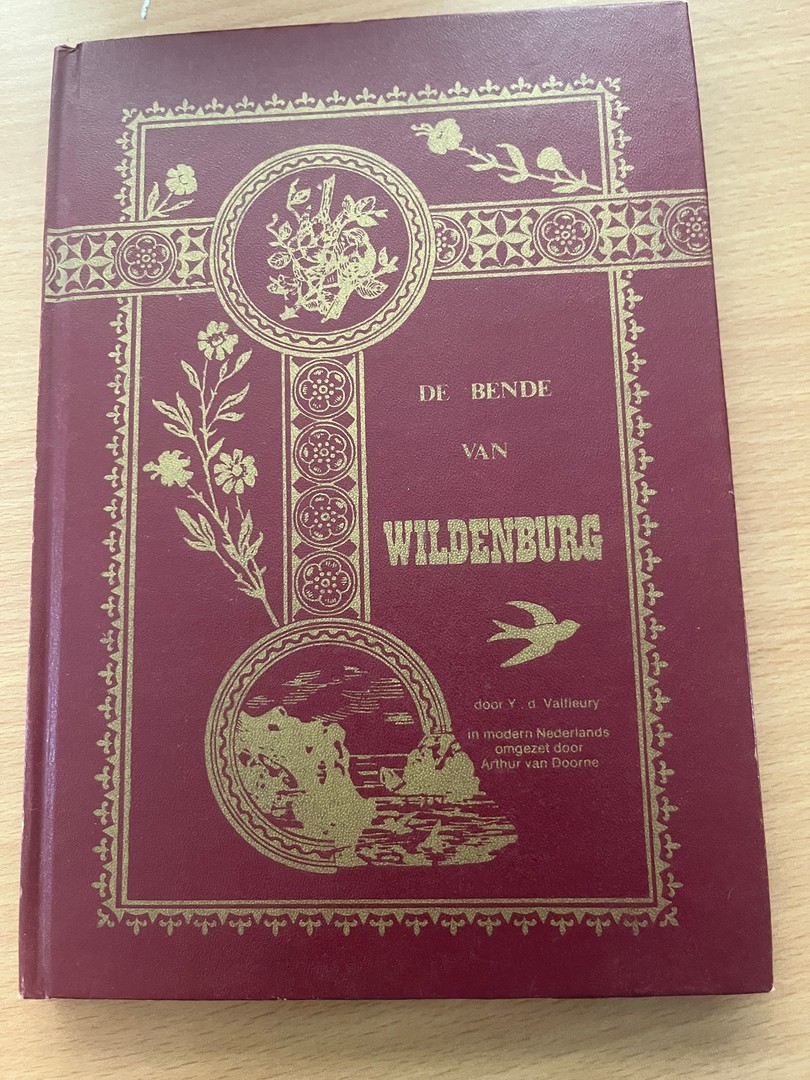 DE BENDE
VAN
WILDENBURG
door Y. d. Valfleury
in modern Nederlands
omgezet door
Arthur van Doorne